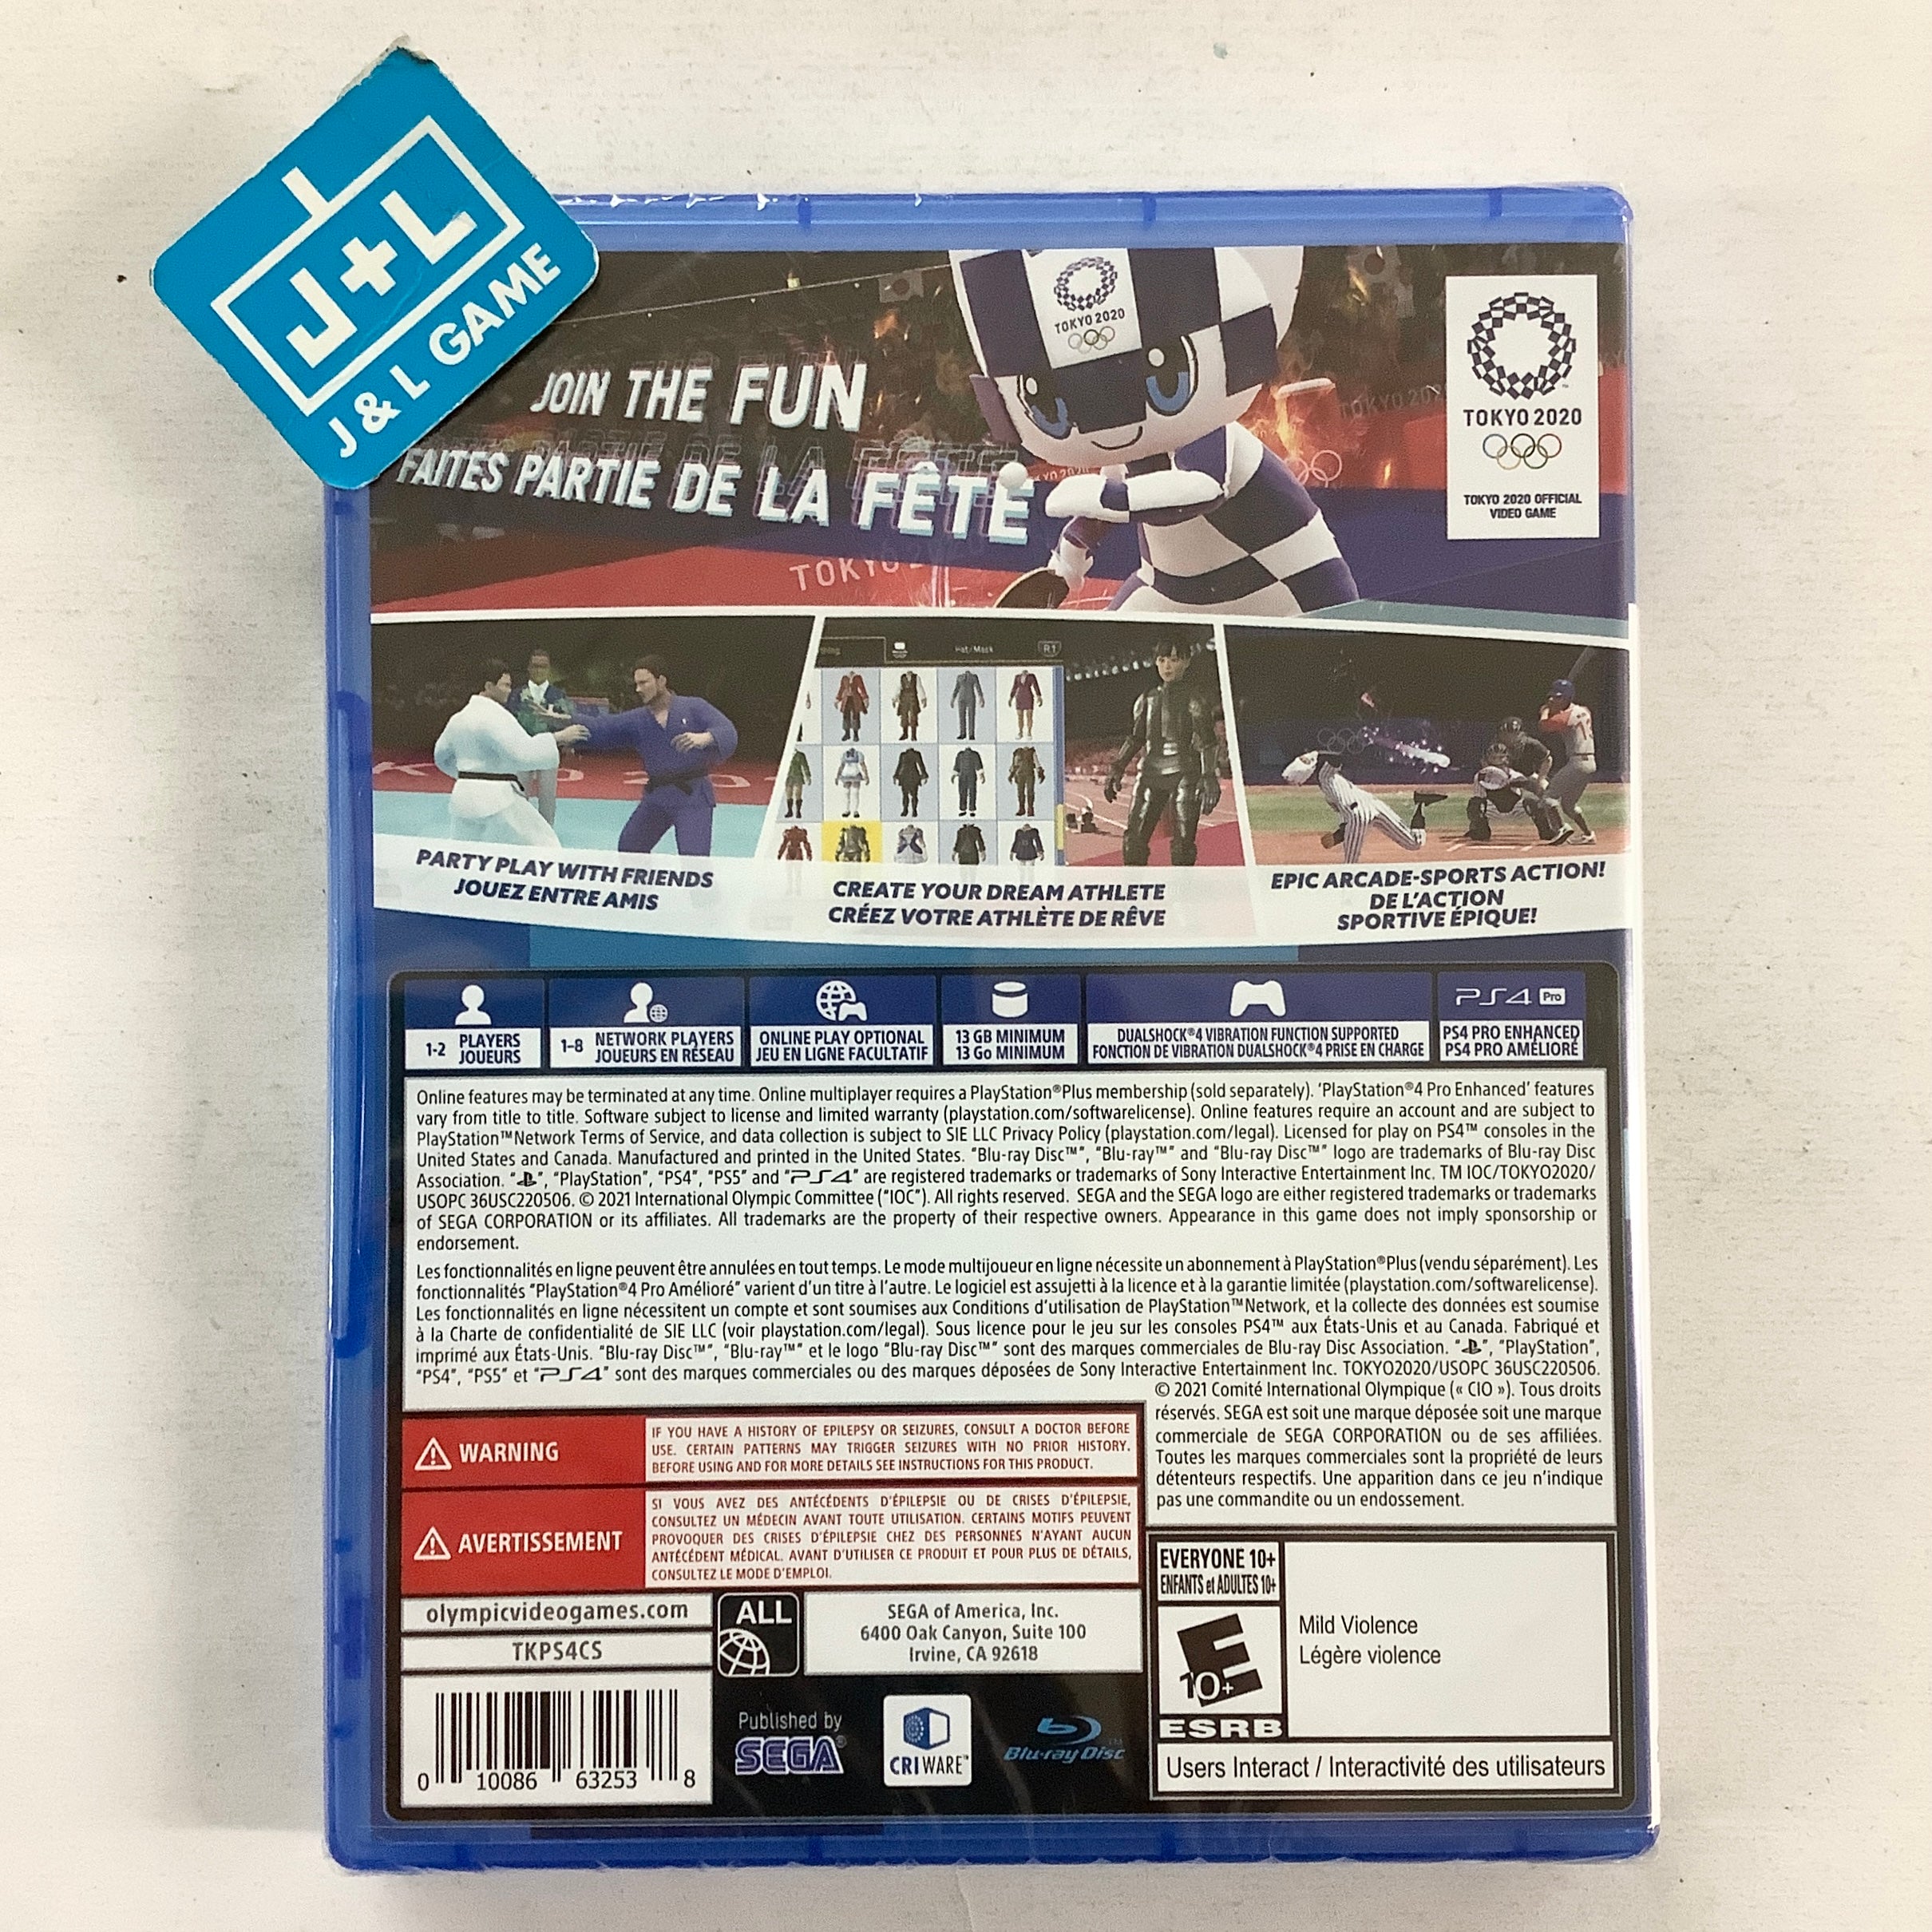 J+L
J & L GAME
TOKYO 2020
JOIN THE FUN
FAITES PARTIE DE LA FÊTE
TOKYO 2020
TOKYO 2020 OFFICIAL
VIDEO GAME
Hat/Mask
R1
PARTY PLAY WITH FRIENDS
JOUEZ ENTRE AMIS
CREATE YOUR DREAM ATHLETE
CRÉEZ VOTRE ATHLÈTE DE RÊVE
EPIC ARCADE-SPORTS ACTION!
DE L'ACTION
SPORTIVE ÉPIQUE!
1-2 PLAYERS
JOUEURS
1-8 NETWORK PLAYERS
JOUEURS EN RÉSEAU
ONLINE PLAY OPTIONAL
JEU EN LIGNE FACULTATIF
13 GB MINIMUM
13 Go MINIMUM
DUALSHOCK®4 VIBRATION FUNCTION SUPPORTED
FONCTION DE VIBRATION DUALSHOCK®4 PRISE EN CHARGE
PS4 Pro
PS4 PRO ENHANCED
PS4 PRO AMÉLIORÉ
Online features may be terminated at any time. Online multiplayer requires a PlayStation®Plus membership (sold separately). 'PlayStation®4 Pro Enhanced' features
vary from title to title. Software subject to license and limited warranty (playstation.com/softwarelicense). Online features require an account and are subject to
PlayStation™Network Terms of Service, and data collection is subject to SIE LLC Privacy Policy (playstation.com/legal). Licensed for play on PS4™ consoles in the
United States and Canada. Manufactured and printed in the United States. "Blu-ray Disc™", "Blu-ray™" and "Blu-ray Disc™" logo are trademarks of Blu-ray Disc
Association. "", "PlayStation", "PS4", "PS5" and "PS4" are registered trademarks or trademarks of Sony Interactive Entertainment Inc. TM IOC/TOKYO2020/
USOPC 36USC220506. © 2021 International Olympic Committee ("IOC"). All rights reserved. SEGA and the SEGA logo are either registered trademarks or trademarks
of SEGA CORPORATION or its affiliates. All trademarks are the property of their respective owners. Appearance in this game does not imply sponsorship or
endorsement.
Les fonctionnalités en ligne peuvent être annulées en tout temps. Le mode multijoueur en ligne nécessite un abonnement à PlayStation®Plus (vendu séparément). Les
fonctionnalités "PlayStation®4 Pro Amélioré" varient d'un titre à l'autre. Le logiciel est assujetti à la licence et à la garantie limitée (playstation.com/softwarelicense).
Les fonctionnalités en ligne nécessitent un compte et sont soumises aux Conditions d'utilisation de PlayStation™Network, et la collecte des données est soumise
à la Charte de confidentialité de SIE LLC (voir playstation.com/legal). Sous licence pour le jeu sur les consoles PS4™ aux États-Unis et au Canada. Fabriqué et
imprimé aux États-Unis. "Blu-ray Disc™", "Blu-ray™" et le logo "Blu-ray Disc™" sont des marques commerciales de Blu-ray Disc Association. "", "PlayStation",
"PS4", "PS5" et "PS4" sont des marques commerciales ou des marques déposées de Sony Interactive Entertainment Inc. TOKYO2020/USOPC 36USC220506.
© 2021 Comité International Olympique (« CIO »). Tous droits
réservés. SEGA est soit une marque déposée soit une marque
commerciale de SEGA CORPORATION ou de ses affiliées.
Toutes les marques commerciales sont la propriété de leurs
détenteurs respectifs. Une apparition dans ce jeu n'indique
pas une commandite ou un endossement.
WARNING
IF YOU HAVE A HISTORY OF EPILEPSY OR SEIZURES, CONSULT A DOCTOR BEFORE
USE. CERTAIN PATTERNS MAY TRIGGER SEIZURES WITH NO PRIOR HISTORY.
BEFORE USING AND FOR MORE DETAILS SEE INSTRUCTIONS FOR THIS PRODUCT.
AVERTISSEMENT
SI VOUS AVEZ DES ANTÉCÉDENTS D'ÉPILEPSIE OU DE CRISES D'ÉPILEPSIE,
CONSULTEZ UN MÉDECIN AVANT TOUTE UTILISATION. CERTAINS MOTIFS PEUVENT
PROVOQUER DES CRISES D'ÉPILEPSIE CHEZ DES PERSONNES N'AYANT AUCUN
ANTÉCÉDENT MÉDICAL. AVANT D'UTILISER CE PRODUIT ET POUR PLUS DE DÉTAILS,
CONSULTEZ LE MODE D'EMPLOI.
olympicvideogames.com
TKPS4CS
ALL
SEGA of America, Inc.
6400 Oak Canyon, Suite 100
Irvine, CA 92618
0 10086 63253 8
Published by
SEGA®
CRIWARE™
Blu-ray Disc™
EVERYONE 10+
ENFANTS et ADULTES 10+
E
10+
ESRB
Mild Violence
Légère violence
Users Interact / Interactivité des utilisateurs